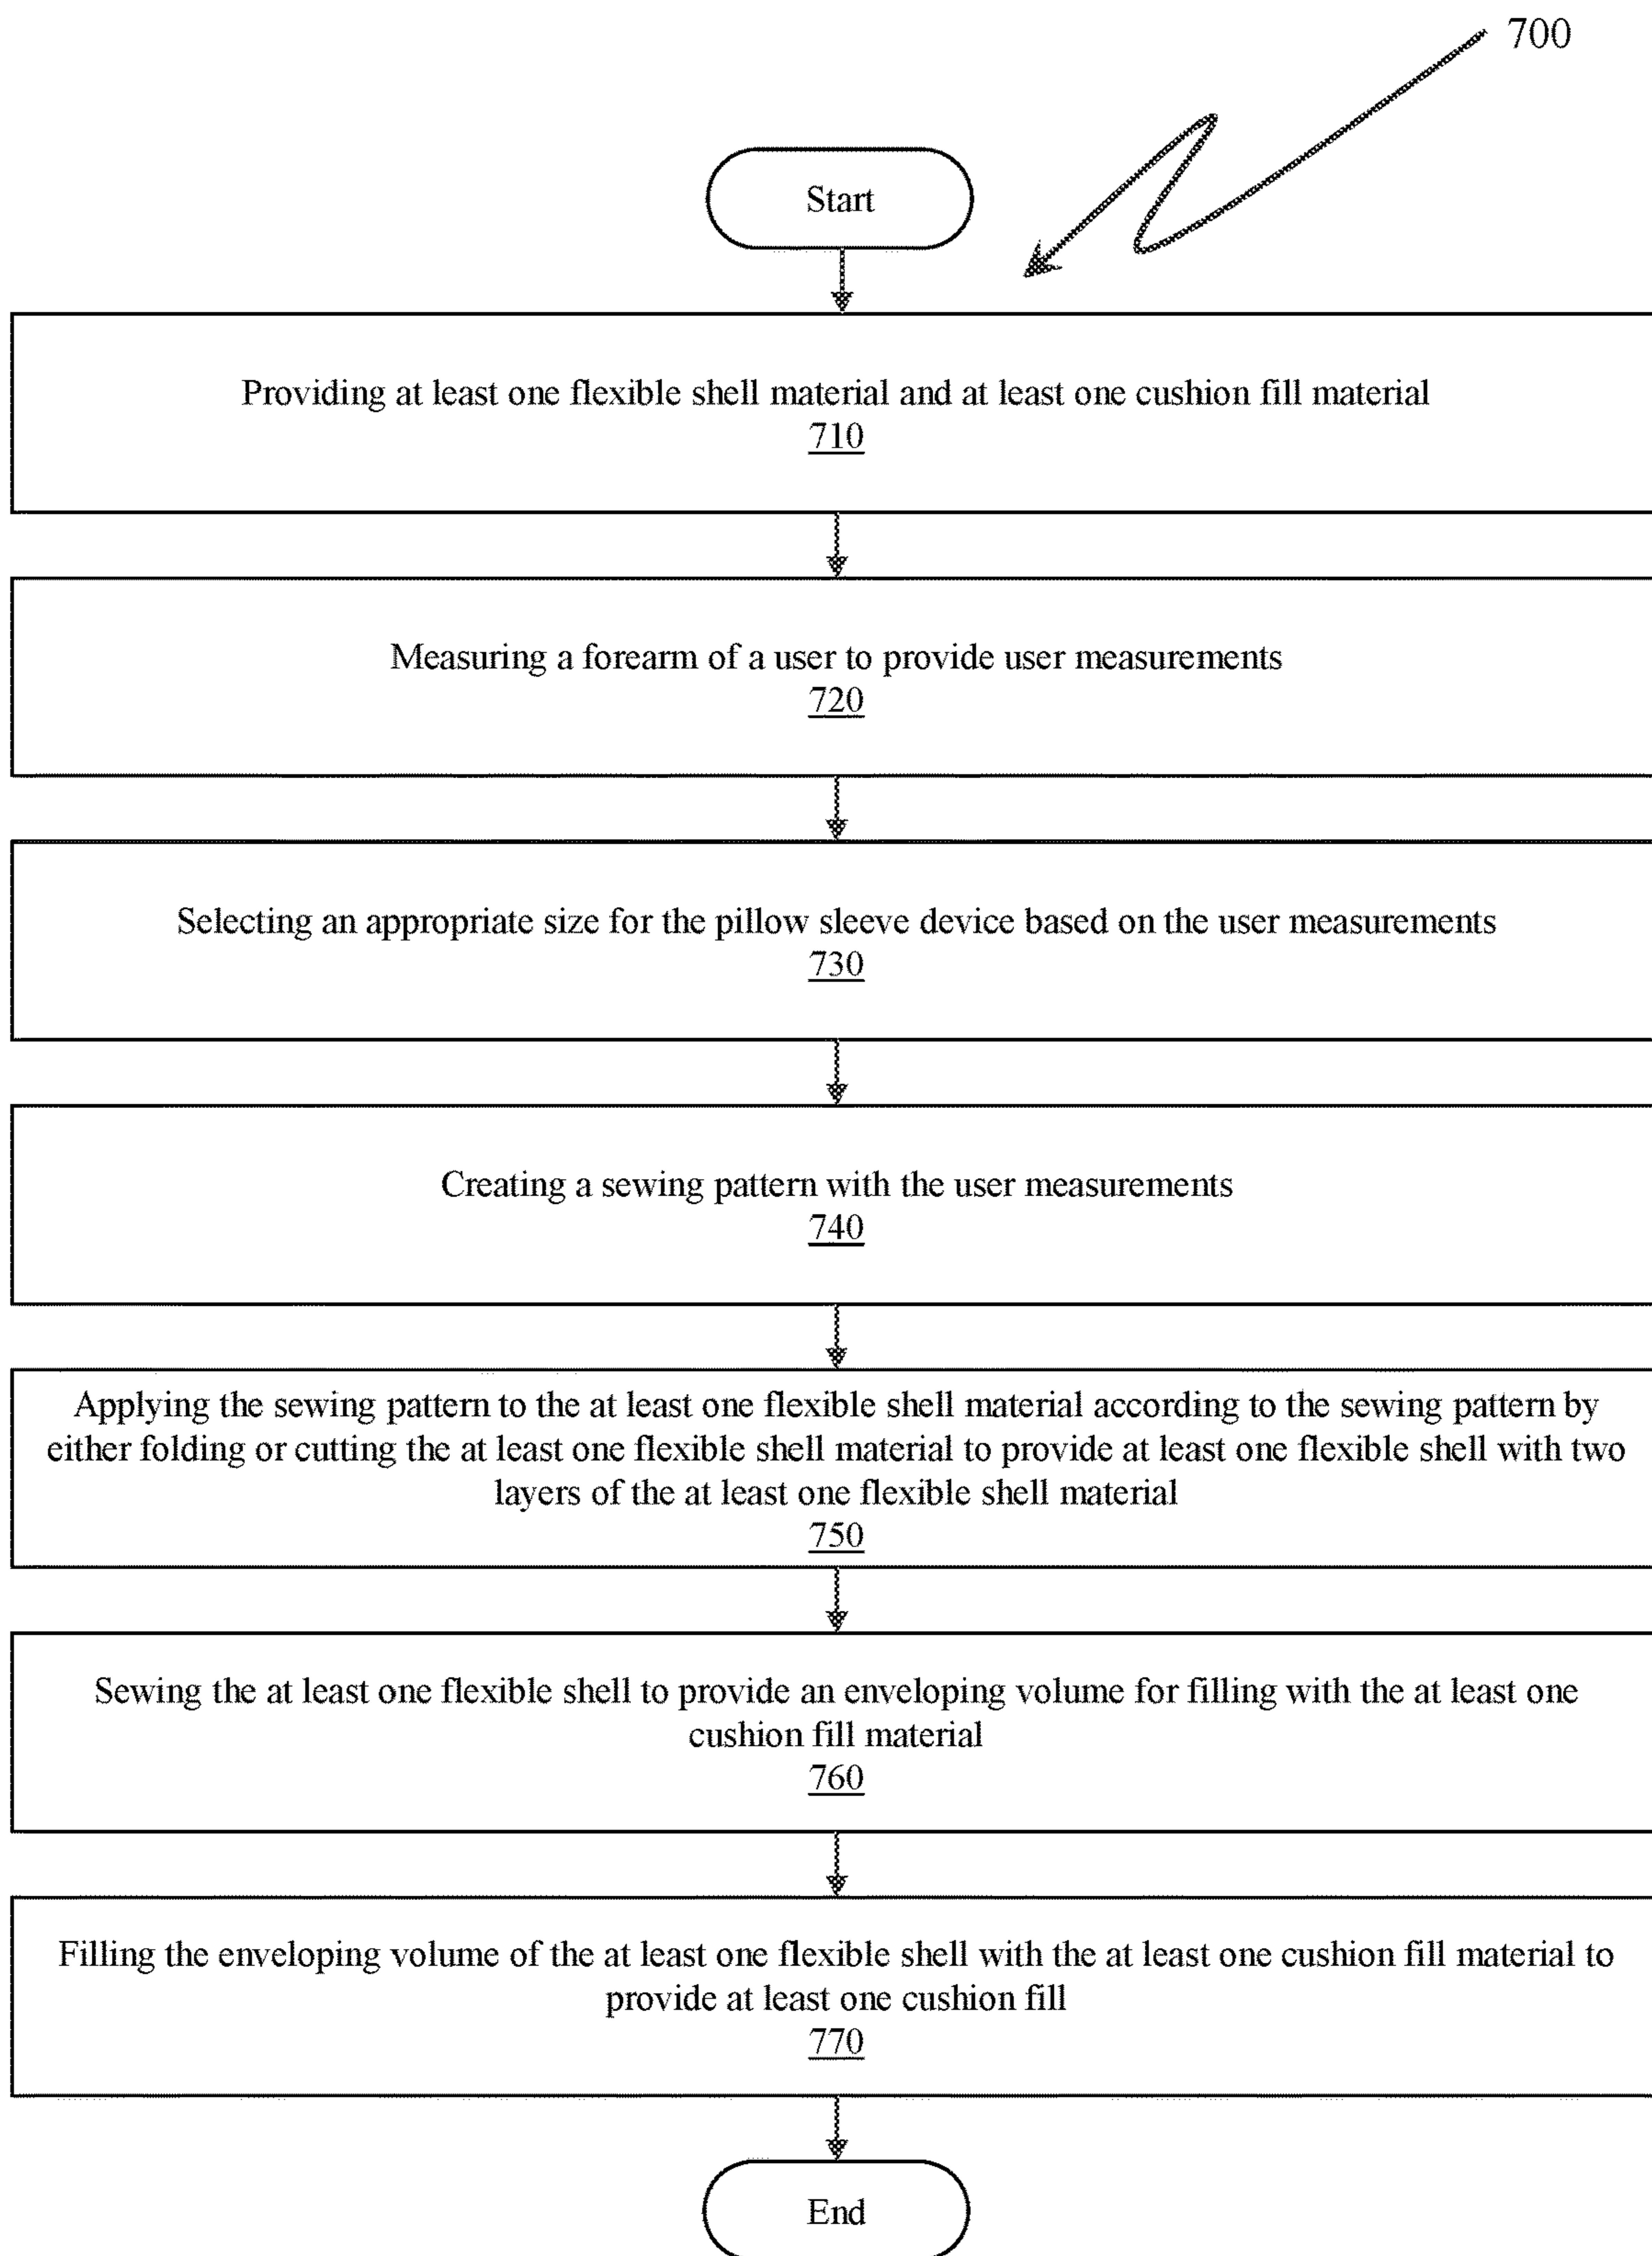 700
Start
Providing at least one flexible shell material and at least one cushion fill material
710
Measuring a forearm of a user to provide user measurements
720
Selecting an appropriate size for the pillow sleeve device based on the user measurements
730
Creating a sewing pattern with the user measurements
740
Applying the sewing pattern to the at least one flexible shell material according to the sewing pattern by
either folding or cutting the at least one flexible shell material to provide at least one flexible shell with two
layers of the at least one flexible shell material
750
Sewing the at least one flexible shell to provide an enveloping volume for filling with the at least one
cushion fill material
760
Filling the enveloping volume of the at least one flexible shell with the at least one cushion fill material to
provide at least one cushion fill
770
End